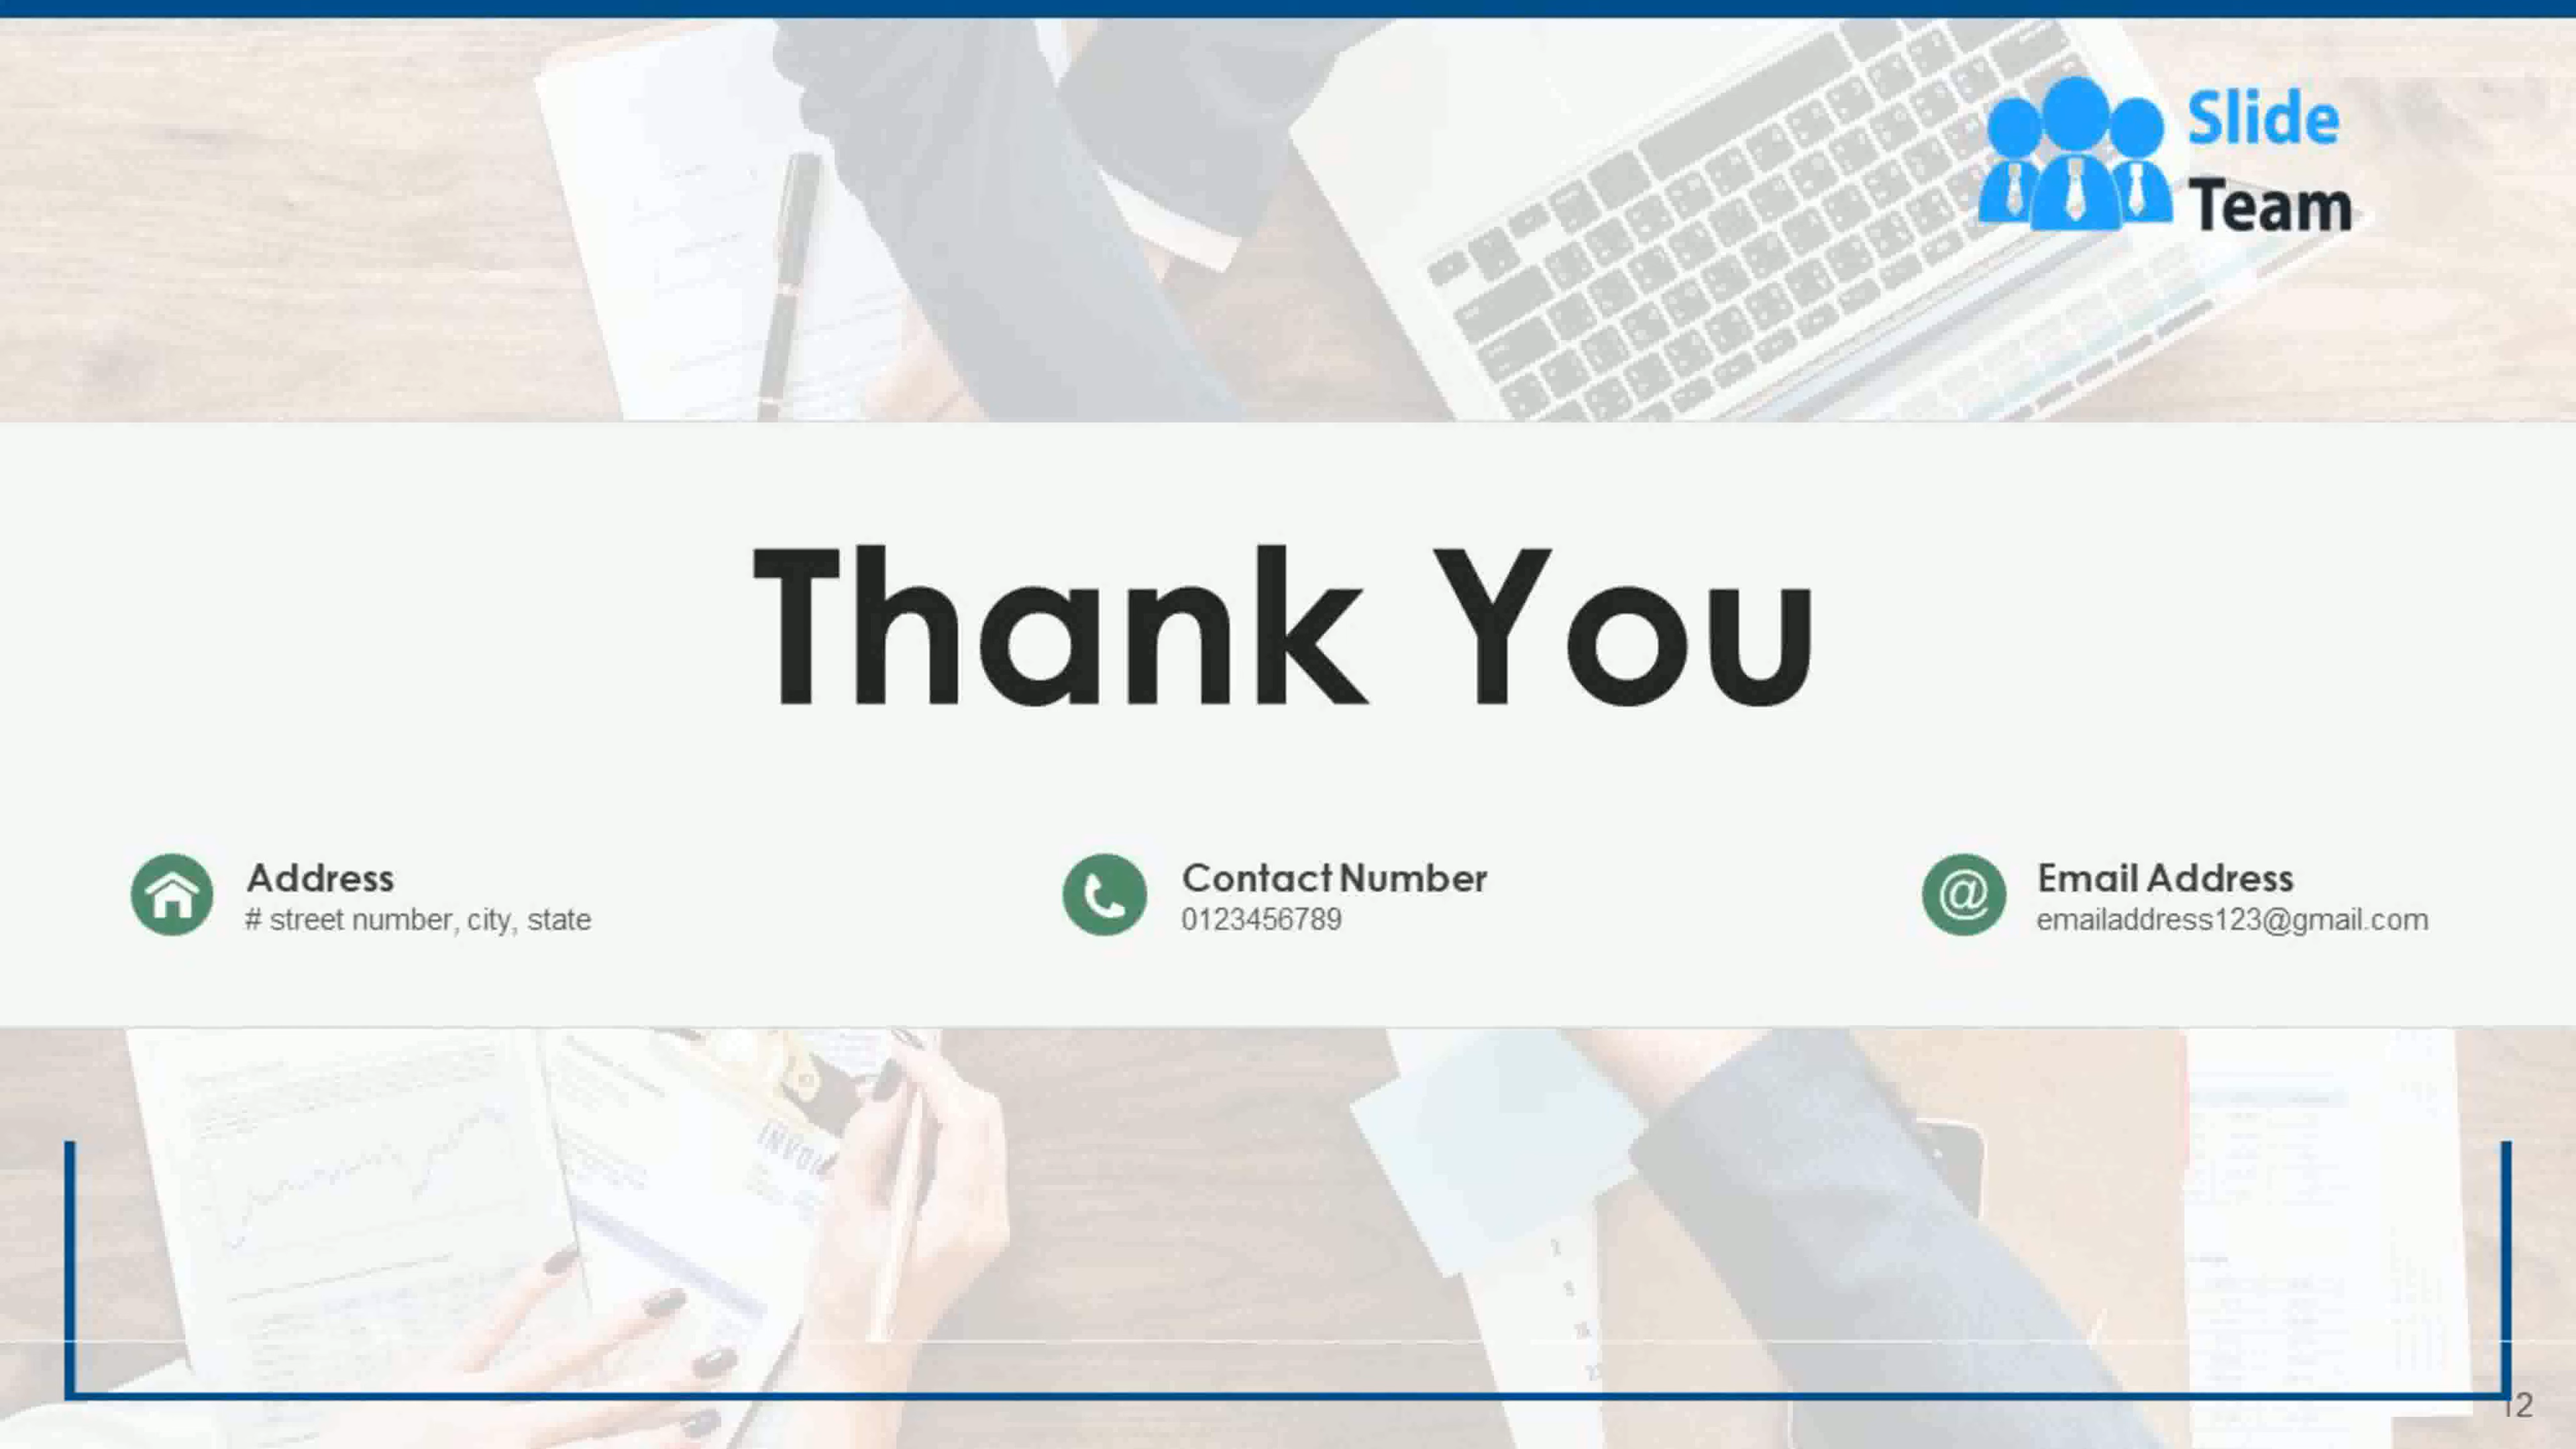 Slide
Team
Thank You
Address
# street number, city, state
Contact Number
0123456789
Email Address
emailaddress123@gmail.com
12